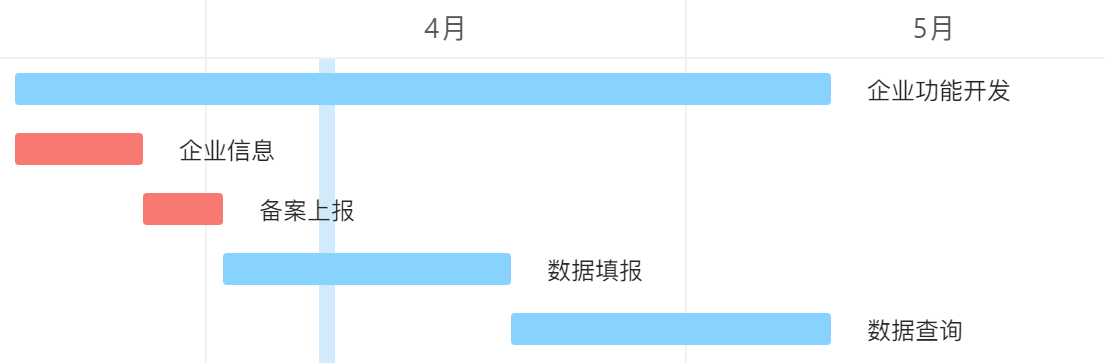 4月
5月
企业功能开发
企业信息
备案上报
数据填报
数据查询